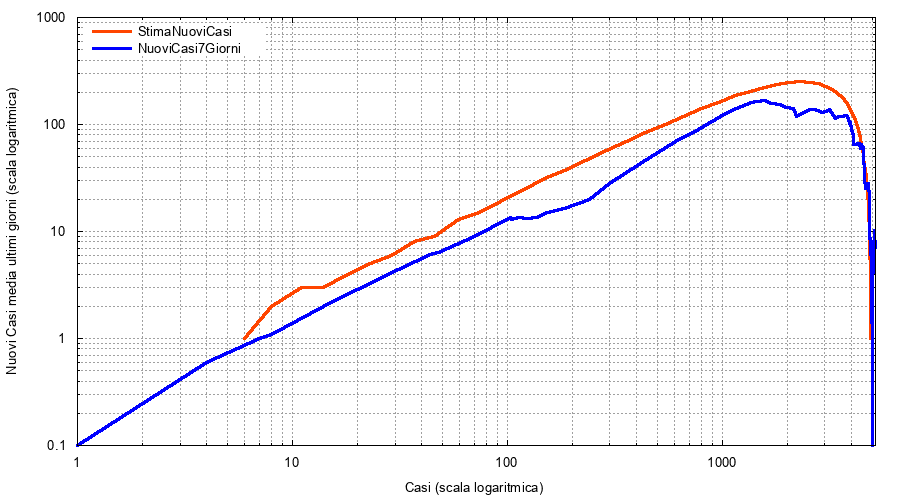 1000
StimaNuoviCasi
NuoviCasi7Giorni
100
10
1
0.1
Nuovi Casi media ultimi giorni (scala logaritmica)
1 10 100 1000
Casi (scala logaritmica)